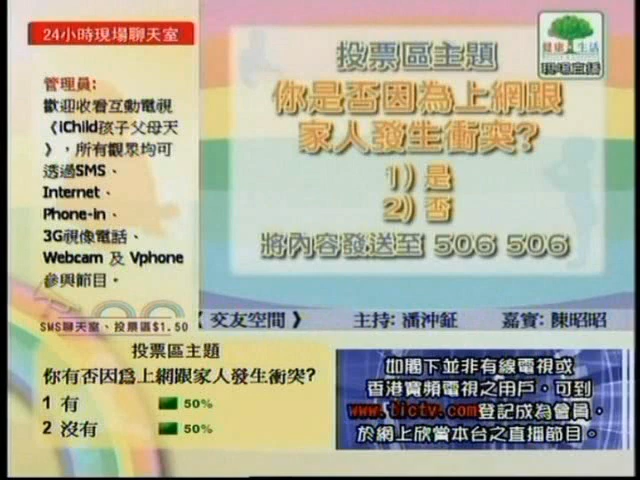 24小時現場聊天室
管理員:
歡迎收看互動電視
《iChild孩子父母天
》，所有觀眾均可
透過SMS、
Internet、
Phone-in、
3G視像電話、
Webcam 及 Vphone
參與節目。
SMS聊天室、投票區$1.50
投票區主題
你是否因為上網跟
家人發生衝突?
1) 是
2) 否
將內容發送至 506 506
健康 生活
現場直播
《 交友空間 》 主持: 潘沖鉦 嘉賓: 陳昭昭
投票區主題
你有否因爲上網跟家人發生衝突?
1 有 50%
2 沒有 50%
如閣下並非有線電視或
香港寬頻電視之用戶，可到
www.tictv.com登記成為會員，
於網上欣賞本台之直播節目。